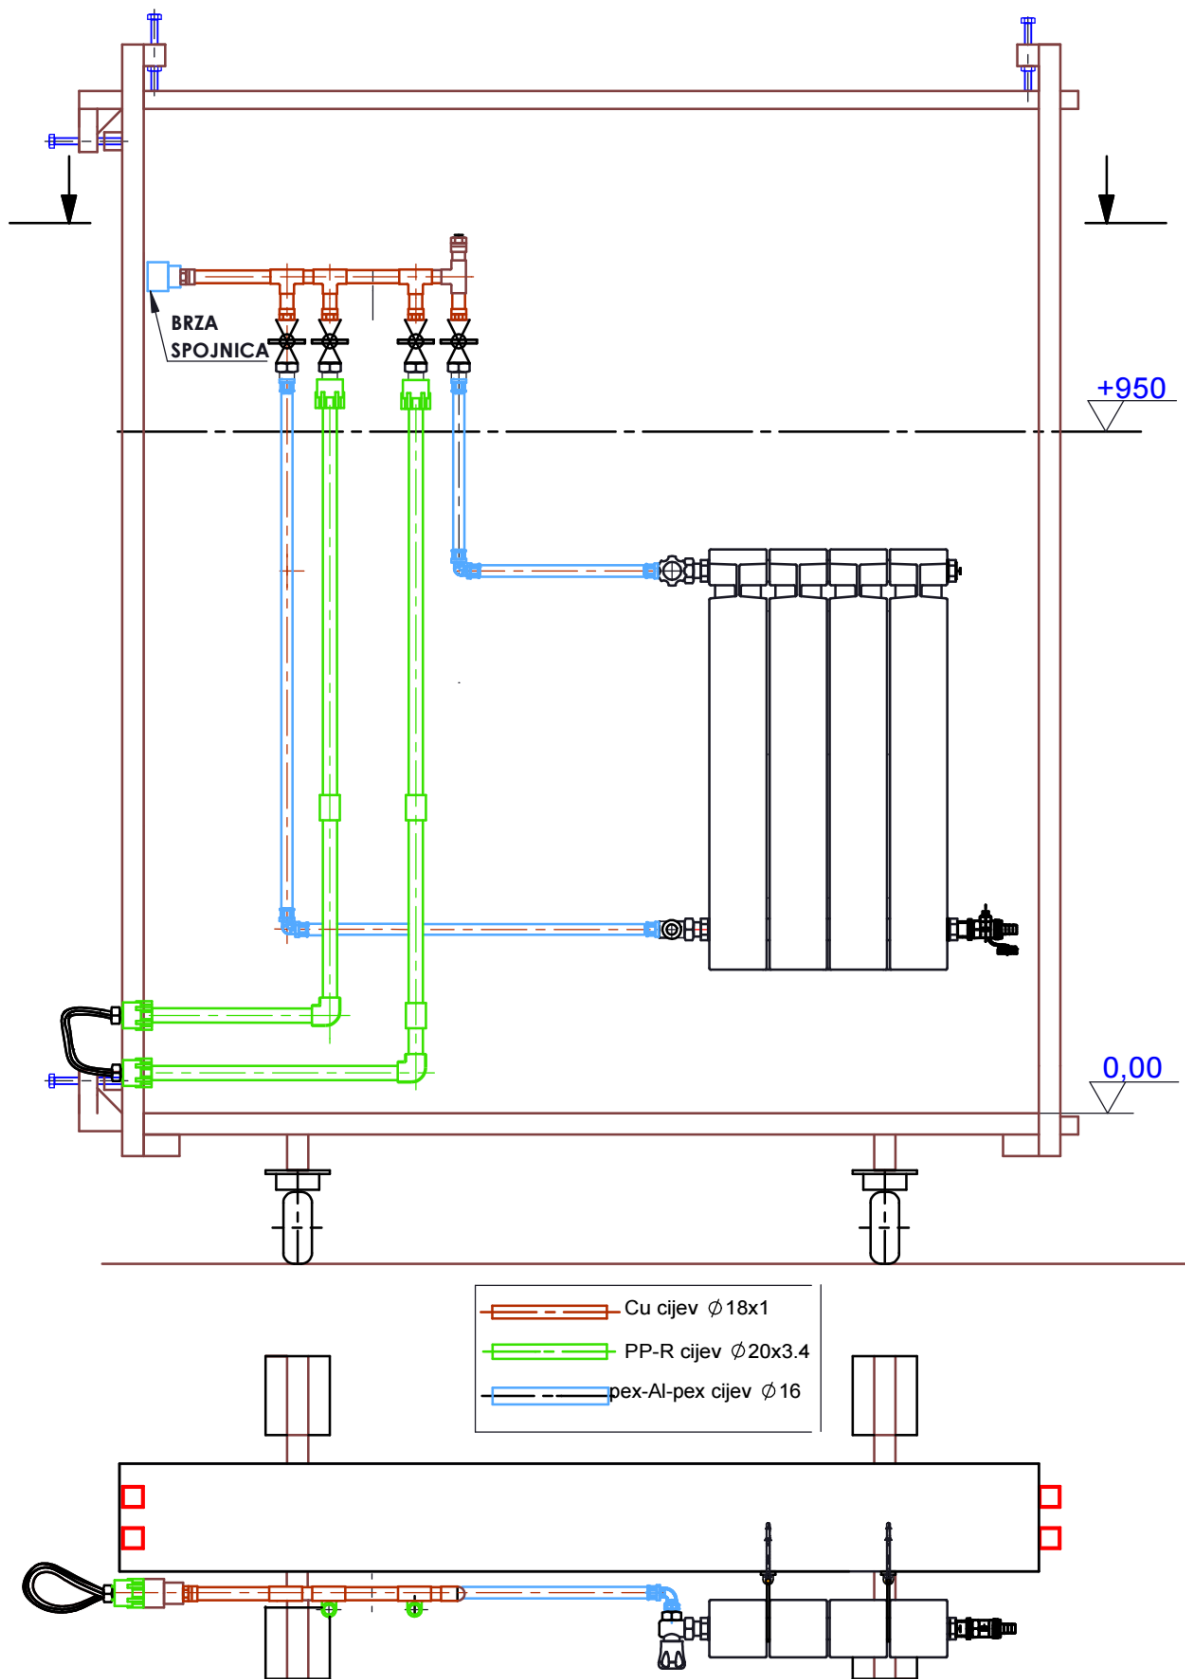 BRZA
SPOJNICA
+950
0,00
Cu cijev ∅18x1
PP-R cijev ∅20x3.4
pex-Al-pex cijev ∅16